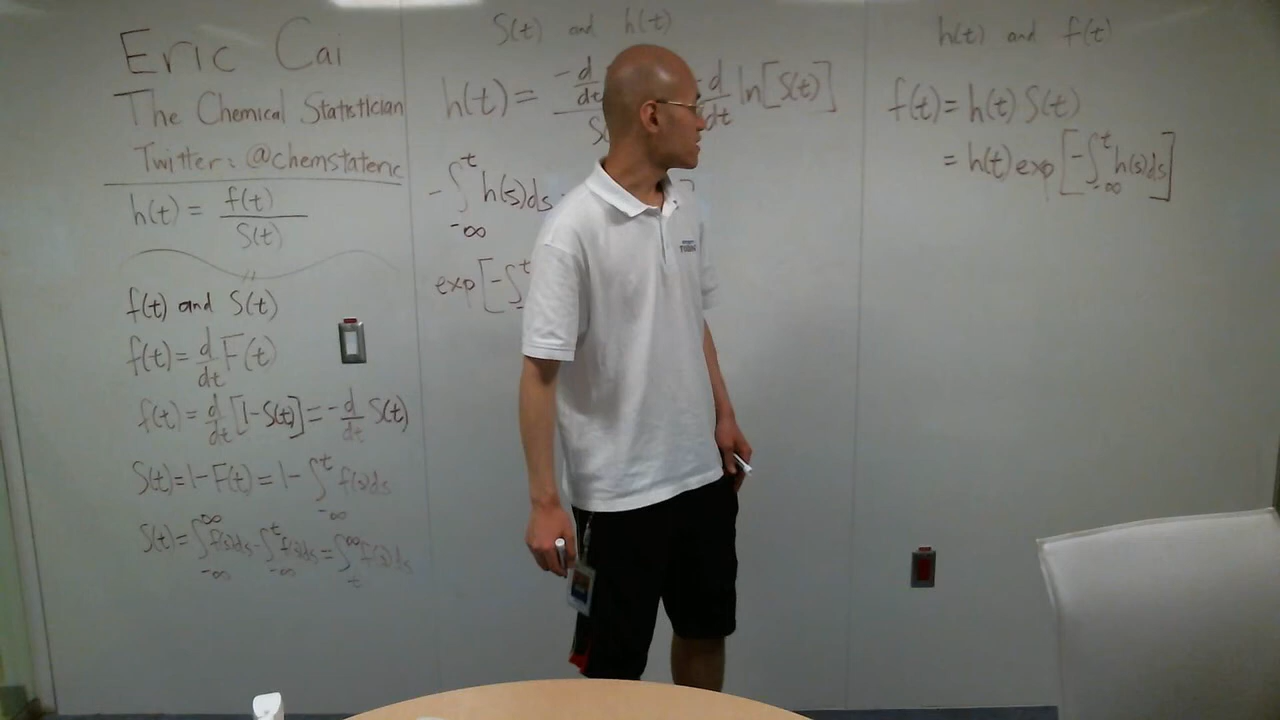 Eric Cai
The Chemical Statistician
Twitter: @chemstateric
h(t) = f(t) / S(t)
f(t) and S(t)
f(t) = d/dt F(t)
f(t) = d/dt [1-S(t)] = -d/dt S(t)
S(t) = 1-F(t) = 1-∫_{-∞}^{t} f(s)ds
S(t) = ∫_{-∞}^{∞} f(s)ds - ∫_{-∞}^{t} f(s)ds = ∫_{t}^{∞} f(s)ds
S(t) and h(t)
h(t) = -d/dt -d/dt ln[S(t)]
-∫_{-∞}^{t} h(s)ds
exp[-∫^{t}
h(t) and f(t)
f(t) = h(t) S(t)
= h(t) exp[-∫_{-∞}^{t} h(s)ds]